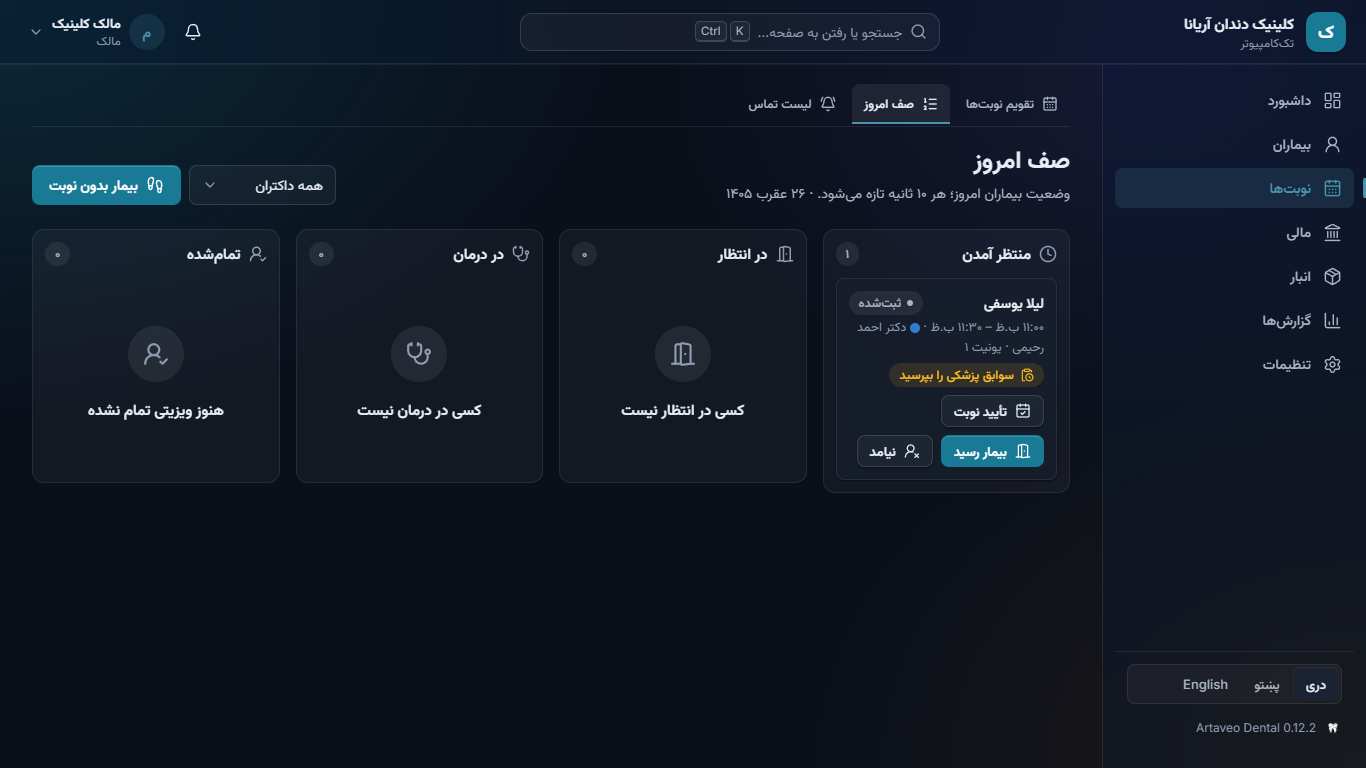 کلینیک دندان آریانا
تک‌کامپیوتر
ک
جستجو یا رفتن به صفحه... K Ctrl
مالک کلینیک
مالک
م
داشبورد
بیماران
نوبت‌ها
مالی
انبار
گزارش‌ها
تنظیمات
دری پښتو English
Artaveo Dental 0.12.2
تقویم نوبت‌ها
صف امروز
لیست تماس
صف امروز
وضعیت بیماران امروز؛ هر ۱۰ ثانیه تازه می‌شود. · ۲۶ عقرب ۱۴۰۵
همه داکتران
بیمار بدون نوبت
منتظر آمدن ۱
لیلا یوسفی ثبت‌شده
۱۱:۰۰ ب.ظ – ۱۱:۳۰ ب.ظ · دکتر احمد
رحیمی · یونیت ۱
سوابق پزشکی را بپرسید
تأیید نوبت
بیمار رسید
نیامد
در انتظار ۰
کسی در انتظار نیست
در درمان ۰
کسی در درمان نیست
تمام‌شده ۰
هنوز ویزیتی تمام نشده